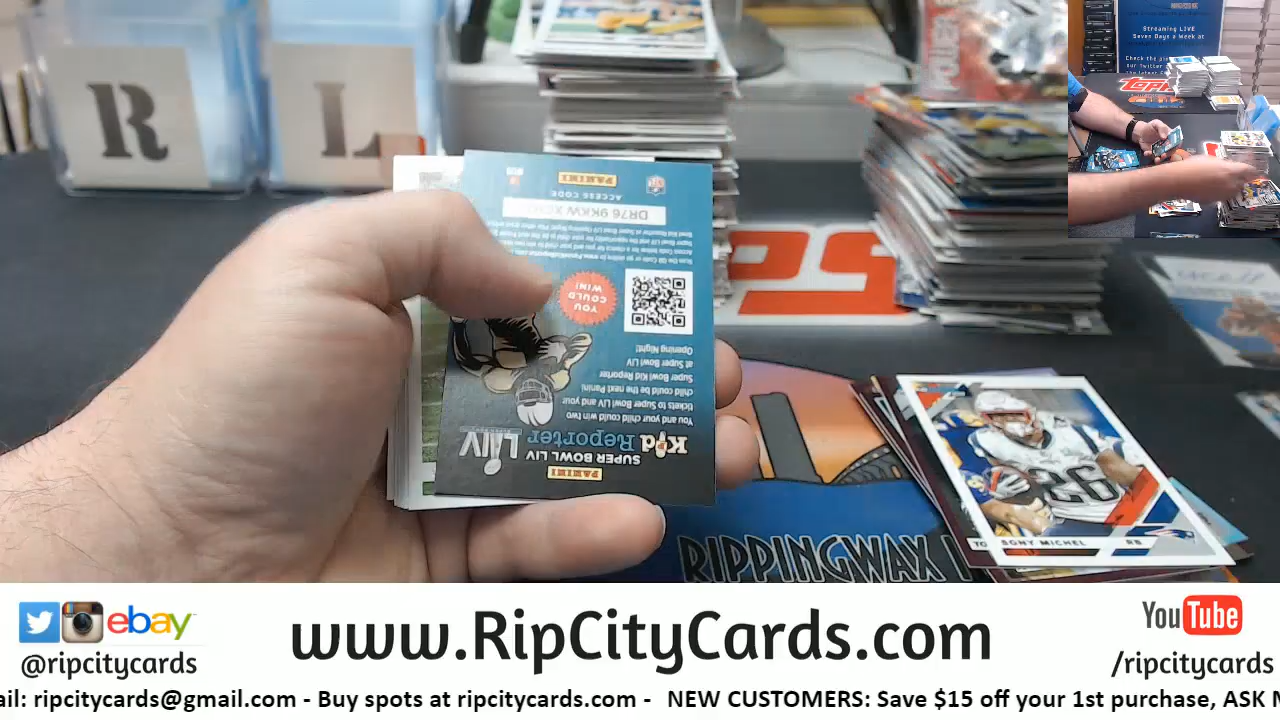 R
L
POWER
Streaming LIVE
Seven Days a Week at
Topps
PANINI
SUPER BOWL LIV
Kid Reporter LIV
You and your child could win two
tickets to Super Bowl LIV and your
child could be the next Panini
Super Bowl Kid Reporter
at Super Bowl LIV
Opening Night!
YOU
COULD
WIN!
DR76 9KKW
ACCESS CODE
PANINI
26
SONY MICHEL RB
RIPPINGWAX
ebay
@ripcitycards
www.RipCityCards.com
YouTube
/ripcitycards
ail: ripcitycards@gmail.com - Buy spots at ripcitycards.com - NEW CUSTOMERS: Save $15 off your 1st purchase, ASK